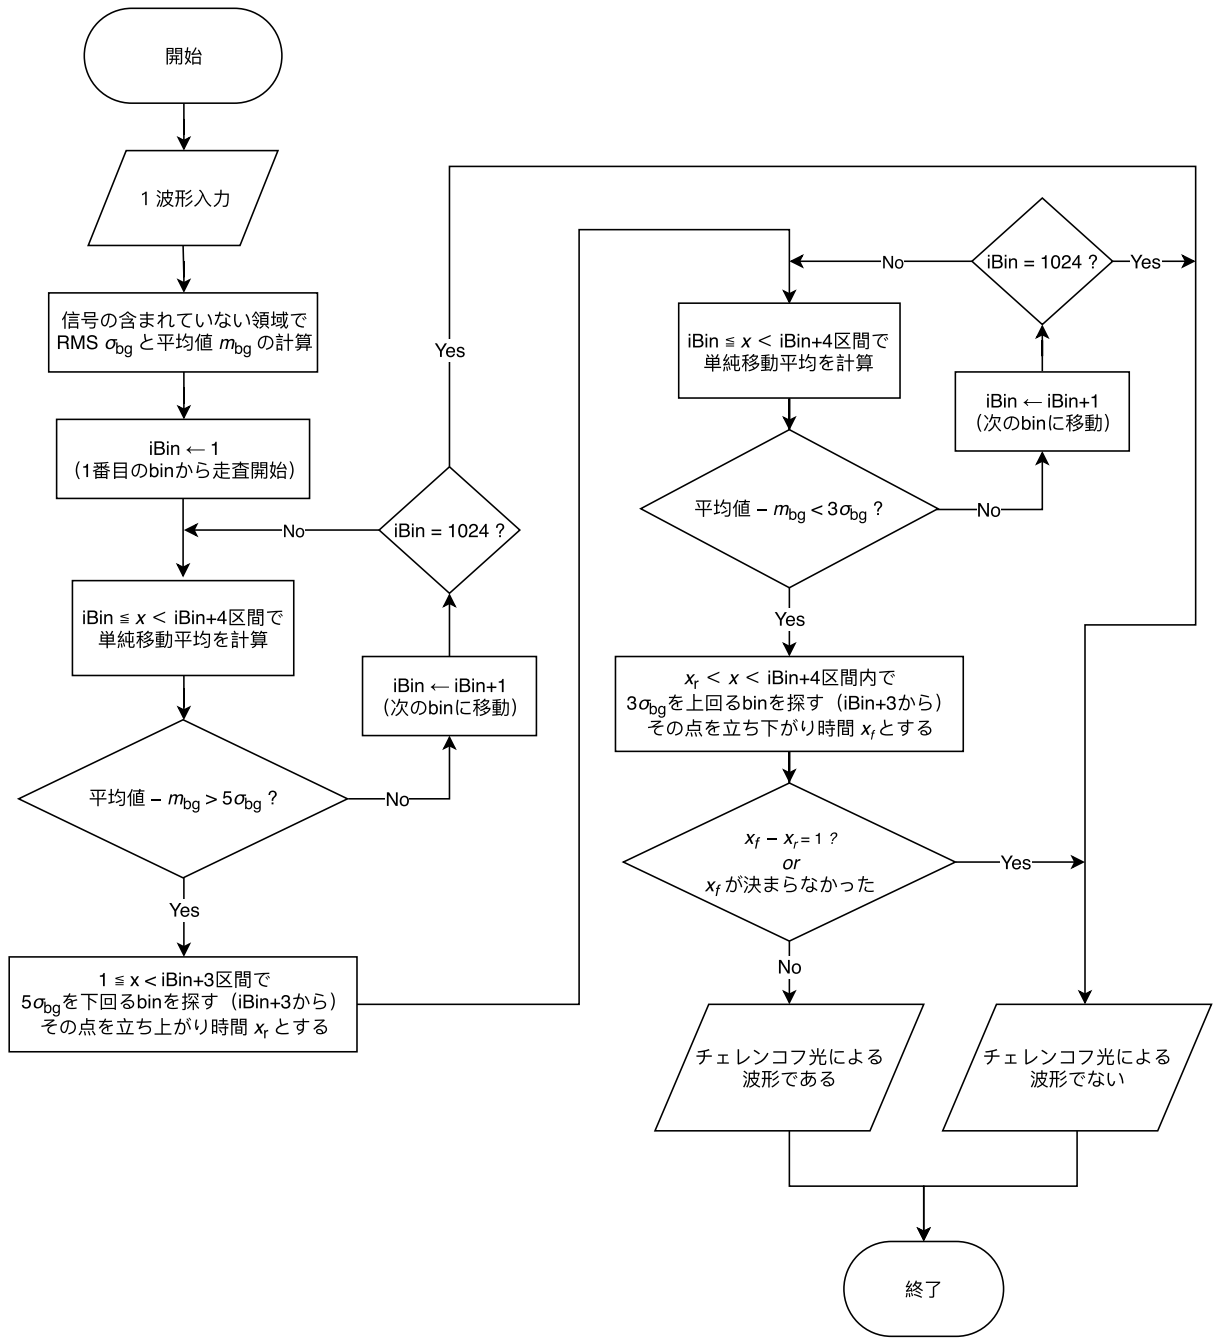 開始
1 波形入力
信号の含まれていない領域で
RMS σbg と平均値 mbg の計算
iBin ← 1
（1番目のbinから走査開始）
iBin ≦ x < iBin+4区間で
単純移動平均を計算
平均値 − mbg > 5σbg ?
No
iBin ← iBin+1
（次のbinに移動）
iBin = 1024 ?
No
Yes
Yes
1 ≦ x < iBin+3区間で
5σbgを下回るbinを探す（iBin+3から）
その点を立ち上がり時間 xr とする
iBin ≦ x < iBin+4区間で
単純移動平均を計算
平均値 − mbg < 3σbg ?
No
iBin ← iBin+1
（次のbinに移動）
iBin = 1024 ?
No
Yes
Yes
xr < x < iBin+4区間内で
3σbgを上回るbinを探す（iBin+3から）
その点を立ち下がり時間 xf とする
xf − xr = 1 ?
or
xf が決まらなかった
Yes
No
チェレンコフ光による
波形である
チェレンコフ光による
波形でない
終了